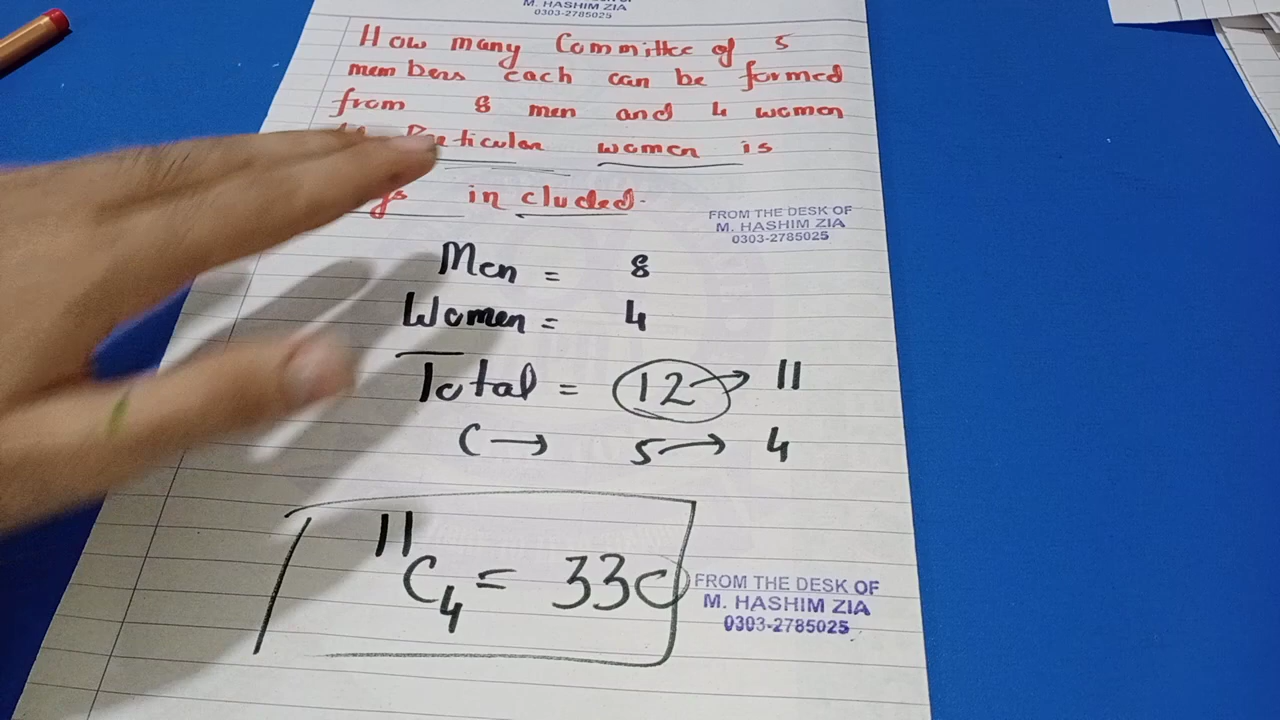 M. HASHIM ZIA
0303-2785025
How many Committee of 5
members each can be formed
from 8 men and 4 women
women is
included.
FROM THE DESK OF
M. HASHIM ZIA
0303-2785025
Men = 8
Women = 4
Total = 12 → 11
C → 5 → 4
¹¹C₄ = 330
FROM THE DESK OF
M. HASHIM ZIA
0303-2785025